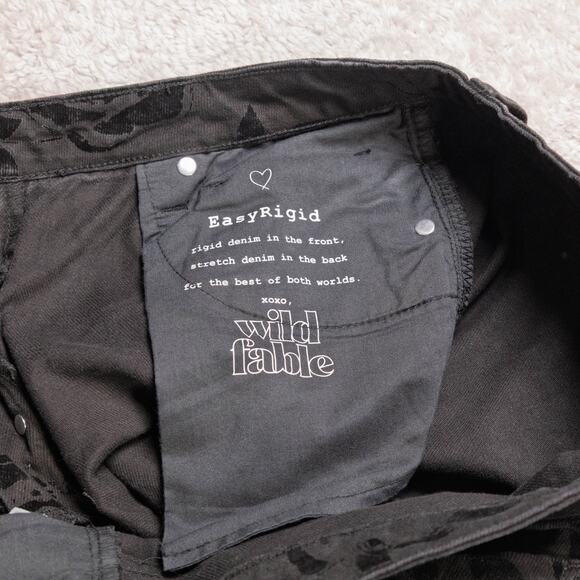 EasyRigid
rigid denim in the front,
stretch denim in the back
for the best of both worlds.
xoxo,
wild
fable